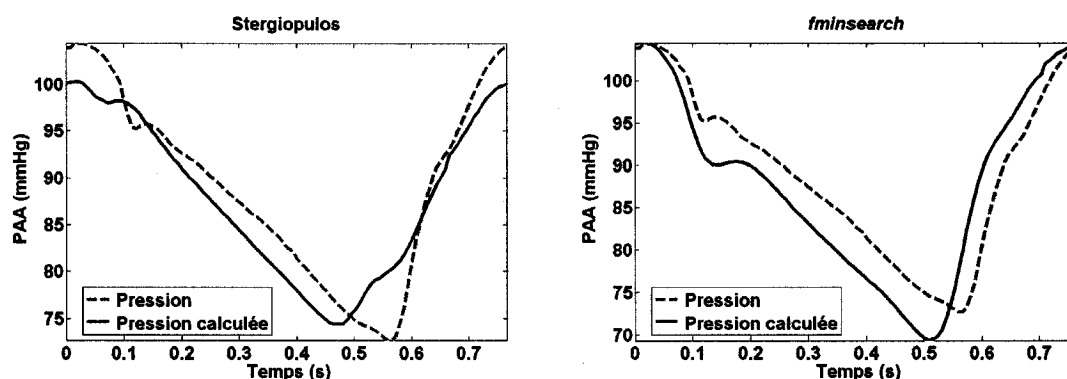 Stergiopulos
PAA (mmHg)
100
95
90
85
80
75
Pression
Pression calculée
0 0.1 0.2 0.3 0.4 0.5 0.6 0.7
Temps (s)
fminsearch
PAA (mmHg)
100
95
90
85
80
75
70
Pression
Pression calculée
0 0.1 0.2 0.3 0.4 0.5 0.6 0.7
Temps (s)